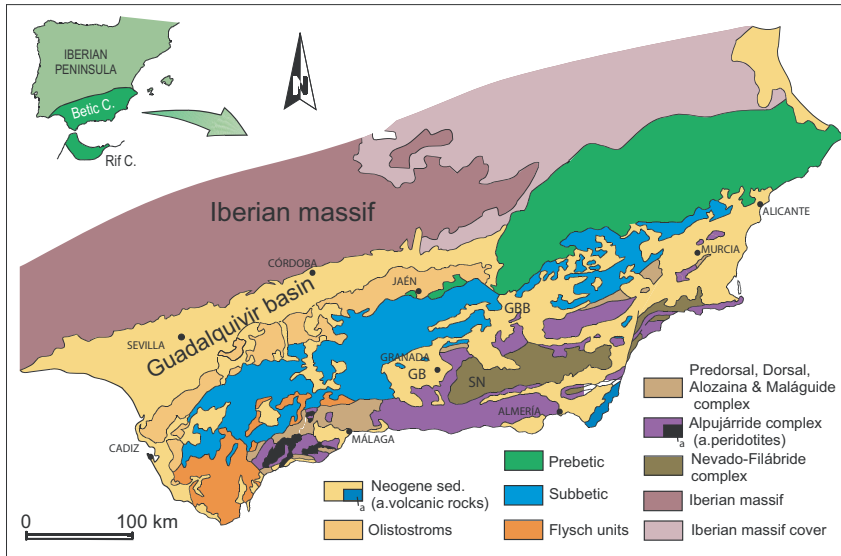 IBERIAN
PENINSULA
Betic C.
Rif C.
N
Iberian massif
ALICANTE
MURCIA
CÓRDOBA
JAÉN
Guadalquivir basin
GBB
SEVILLA
GRANADA
GB
SN
ALMERÍA
MÁLAGA
CADIZ
Predorsal, Dorsal,
Alozaina & Maláguide
complex
Alpujárride complex
(a.peridotites)
a
Nevado-Filábride
complex
Iberian massif
Iberian massif cover
Prebetic
Subbetic
Flysch units
Neogene sed.
(a.volcanic rocks)
a
Olistostroms
0 100 km